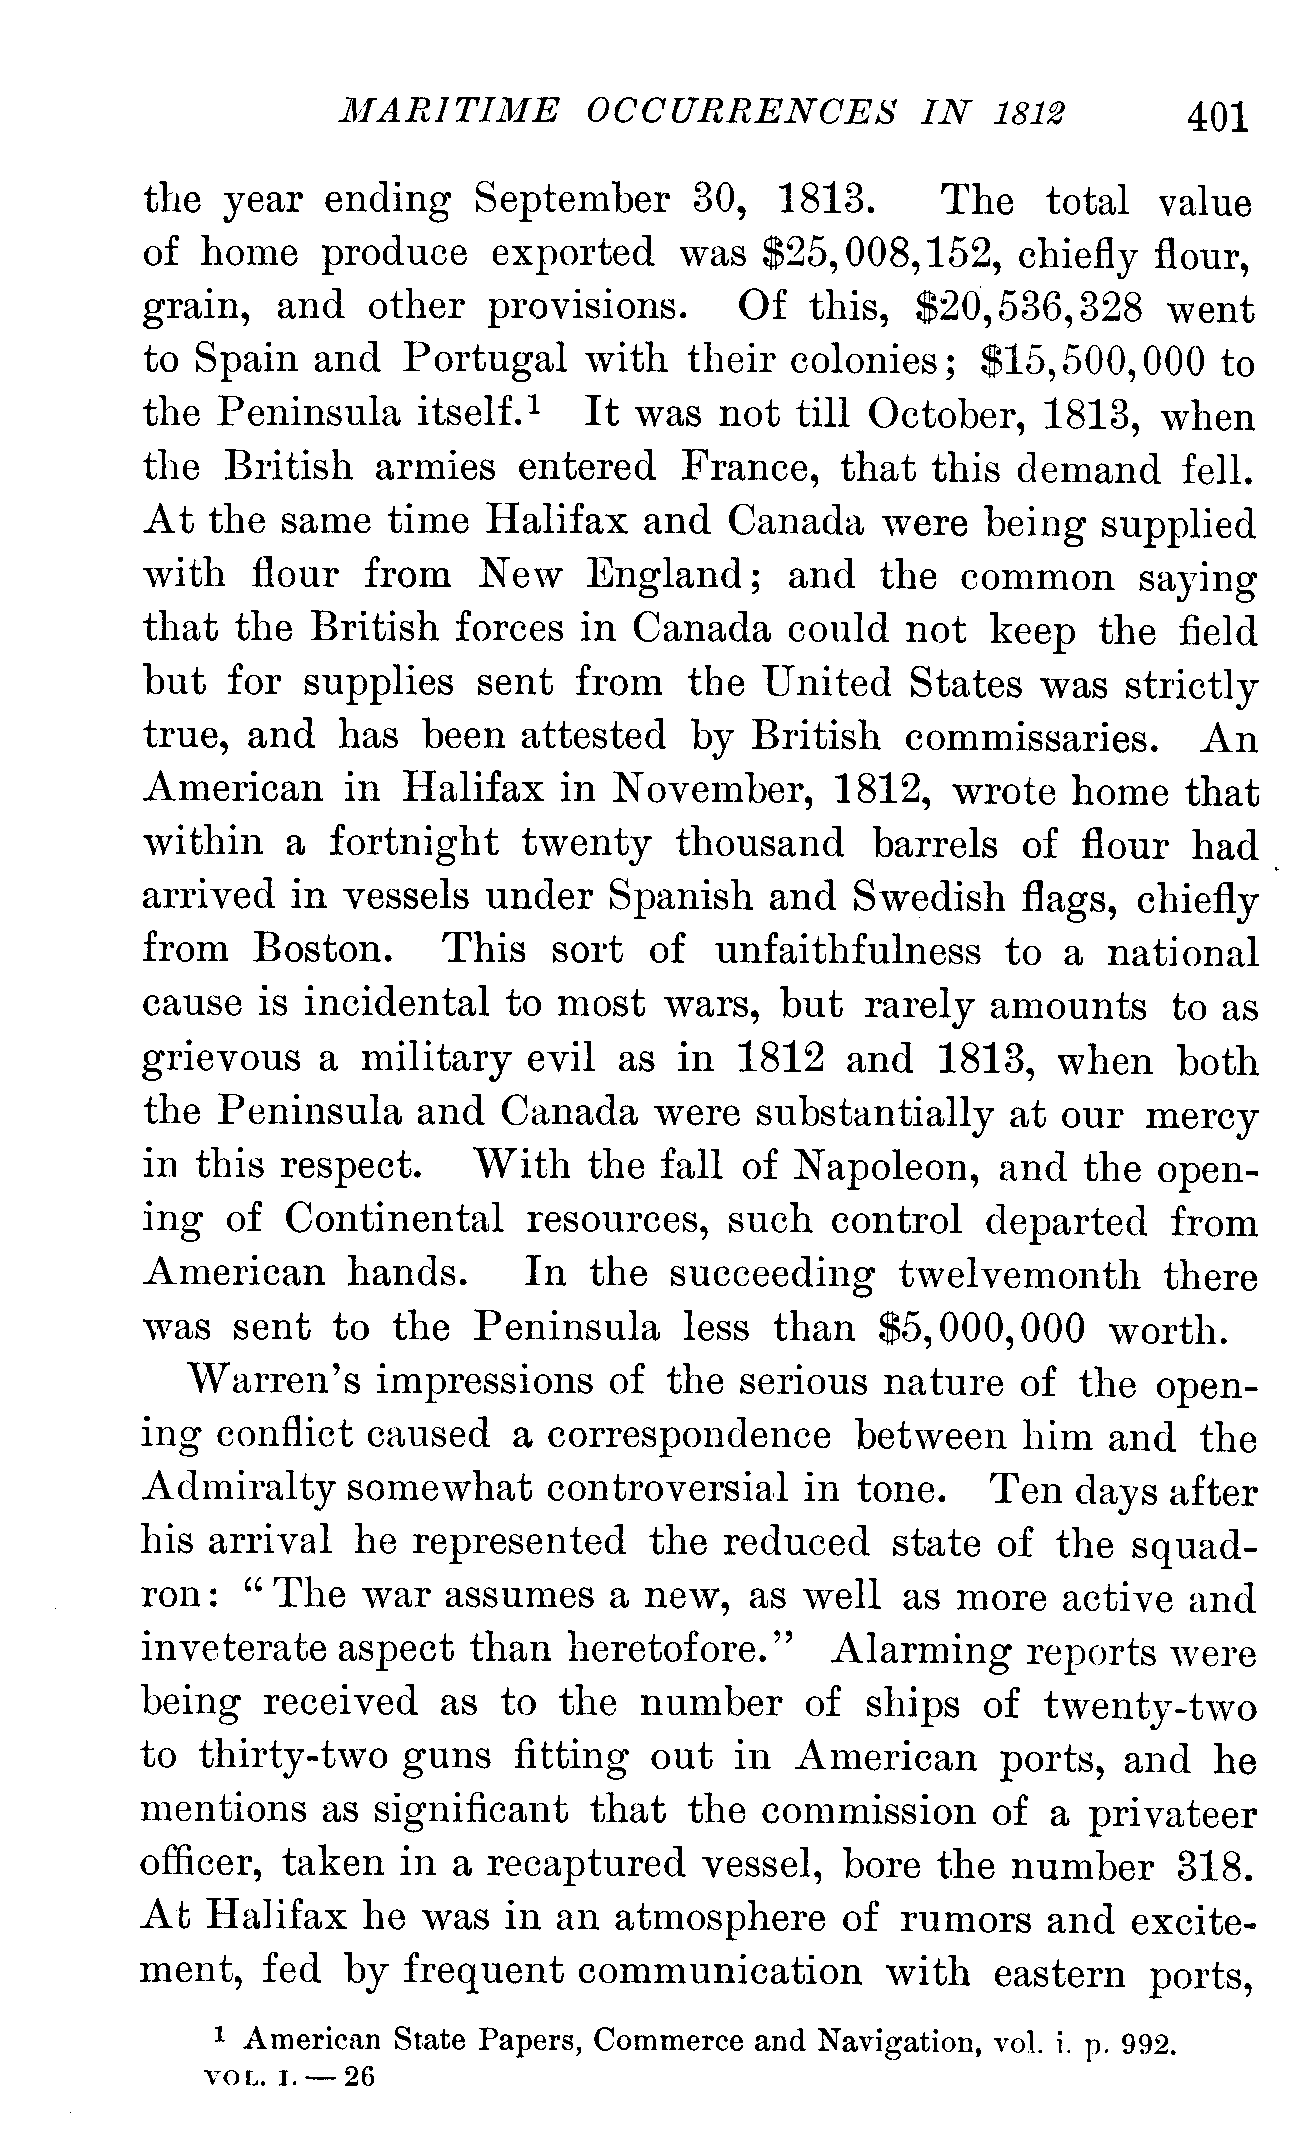 MARITIME OCCURRENCES IN 1812 401
the year ending September 30, 1813. The total value
of home produce exported was $25,008,152, chiefly flour,
grain, and other provisions. Of this, $20,536,328 went
to Spain and Portugal with their colonies; $15,500,000 to
the Peninsula itself.¹ It was not till October, 1813, when
the British armies entered France, that this demand fell.
At the same time Halifax and Canada were being supplied
with flour from New England; and the common saying
that the British forces in Canada could not keep the field
but for supplies sent from the United States was strictly
true, and has been attested by British commissaries. An
American in Halifax in November, 1812, wrote home that
within a fortnight twenty thousand barrels of flour had
arrived in vessels under Spanish and Swedish flags, chiefly
from Boston. This sort of unfaithfulness to a national
cause is incidental to most wars, but rarely amounts to as
grievous a military evil as in 1812 and 1813, when both
the Peninsula and Canada were substantially at our mercy
in this respect. With the fall of Napoleon, and the open-
ing of Continental resources, such control departed from
American hands. In the succeeding twelvemonth there
was sent to the Peninsula less than $5,000,000 worth.
Warren's impressions of the serious nature of the open-
ing conflict caused a correspondence between him and the
Admiralty somewhat controversial in tone. Ten days after
his arrival he represented the reduced state of the squad-
ron: "The war assumes a new, as well as more active and
inveterate aspect than heretofore." Alarming reports were
being received as to the number of ships of twenty-two
to thirty-two guns fitting out in American ports, and he
mentions as significant that the commission of a privateer
officer, taken in a recaptured vessel, bore the number 318.
At Halifax he was in an atmosphere of rumors and excite-
ment, fed by frequent communication with eastern ports,
¹ American State Papers, Commerce and Navigation, vol. i. p. 992.
VOL. I. — 26